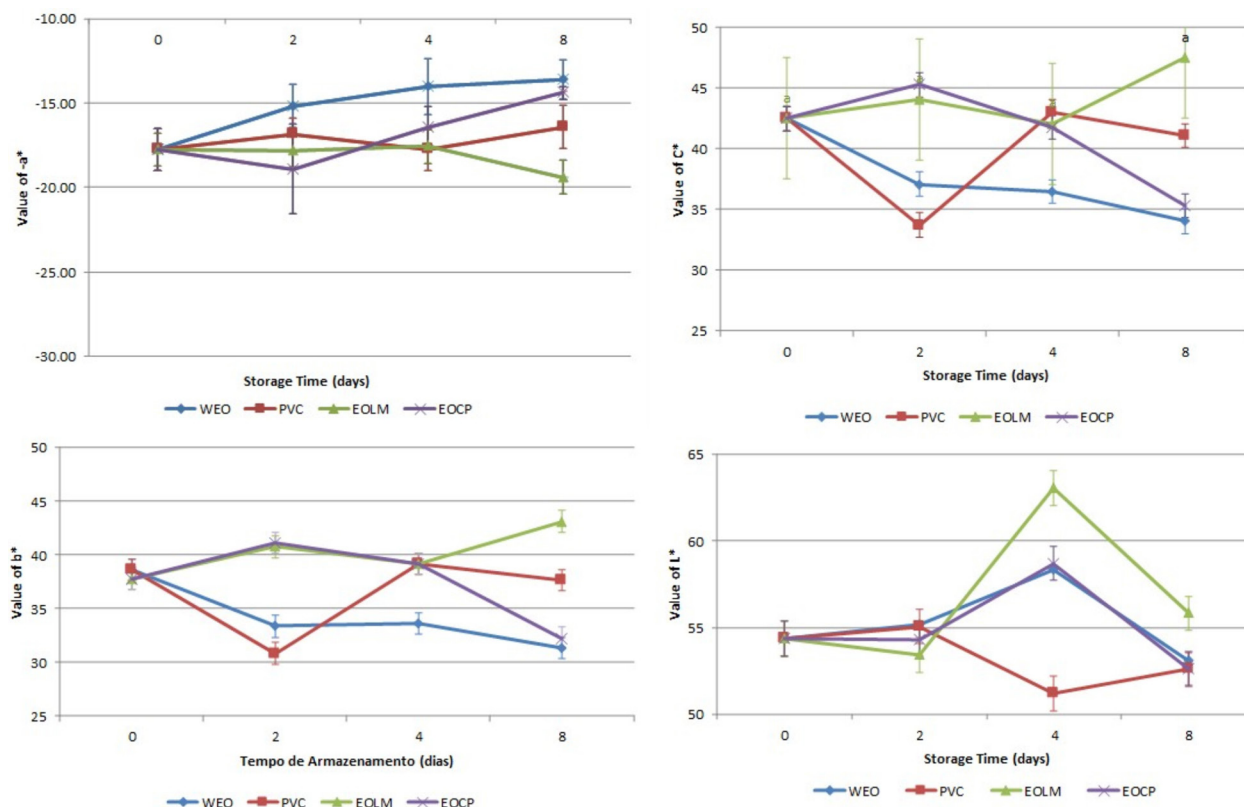 -10.00
0 2 4 8
-15.00
-20.00
-25.00
-30.00
Value of -a*
Storage Time (days)
WEO PVC EOLM EOCP
50
45
40
35
30
25
Value of C*
a a a a
0 2 4 8
Storage Time (days)
WEO PVC EOLM EOCP
50
45
40
35
30
25
Value of b*
0 2 4 8
Tempo de Armazenamento (dias)
WEO PVC EOLM EOCP
65
60
55
50
Value of L*
0 2 4 8
Storage Time (days)
WEO PVC EOLM EOCP